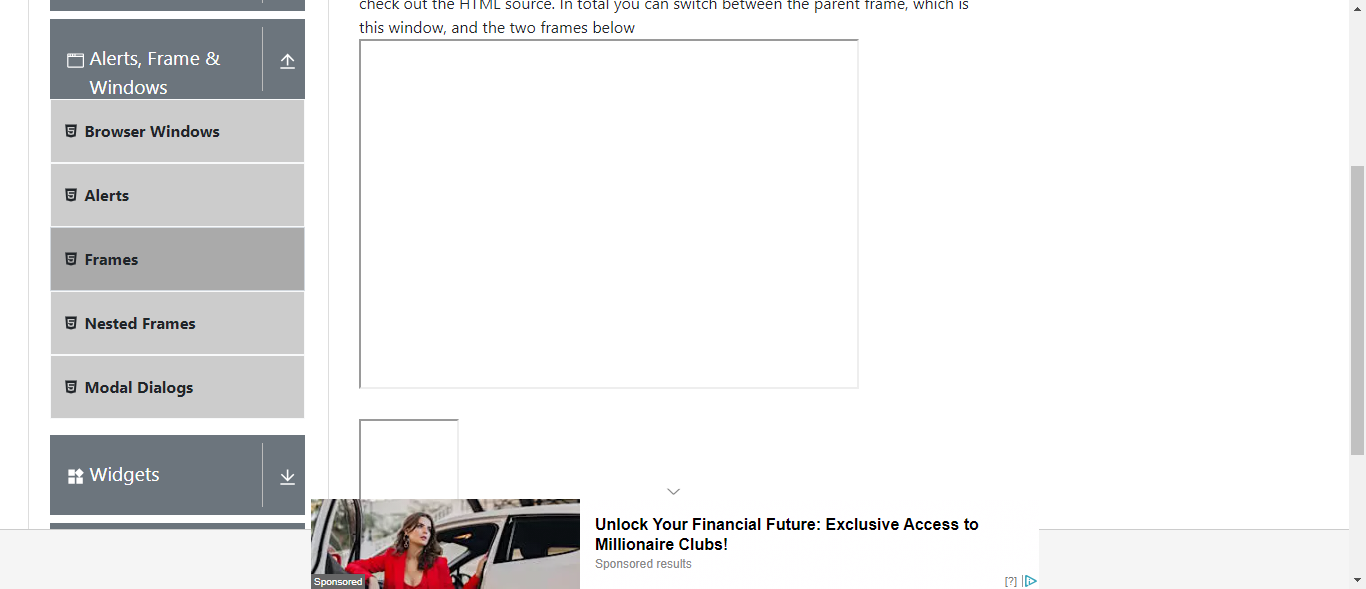 check out the HTML source. In total you can switch between the parent frame, which is
this window, and the two frames below
Alerts, Frame &
Windows
Browser Windows
Alerts
Frames
Nested Frames
Modal Dialogs
Widgets
Unlock Your Financial Future: Exclusive Access to
Millionaire Clubs!
Sponsored results
Sponsored
[?]